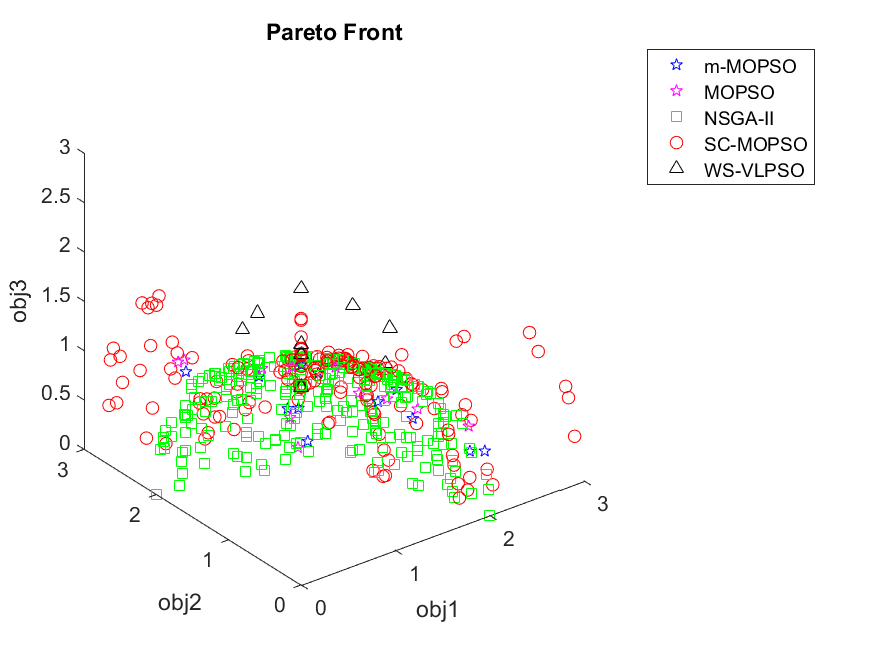 Pareto Front
m-MOPSO
MOPSO
NSGA-II
SC-MOPSO
WS-VLPSO
3
2.5
2
1.5
1
0.5
0
obj3
3
2
1
0
obj2
0
1
2
3
obj1